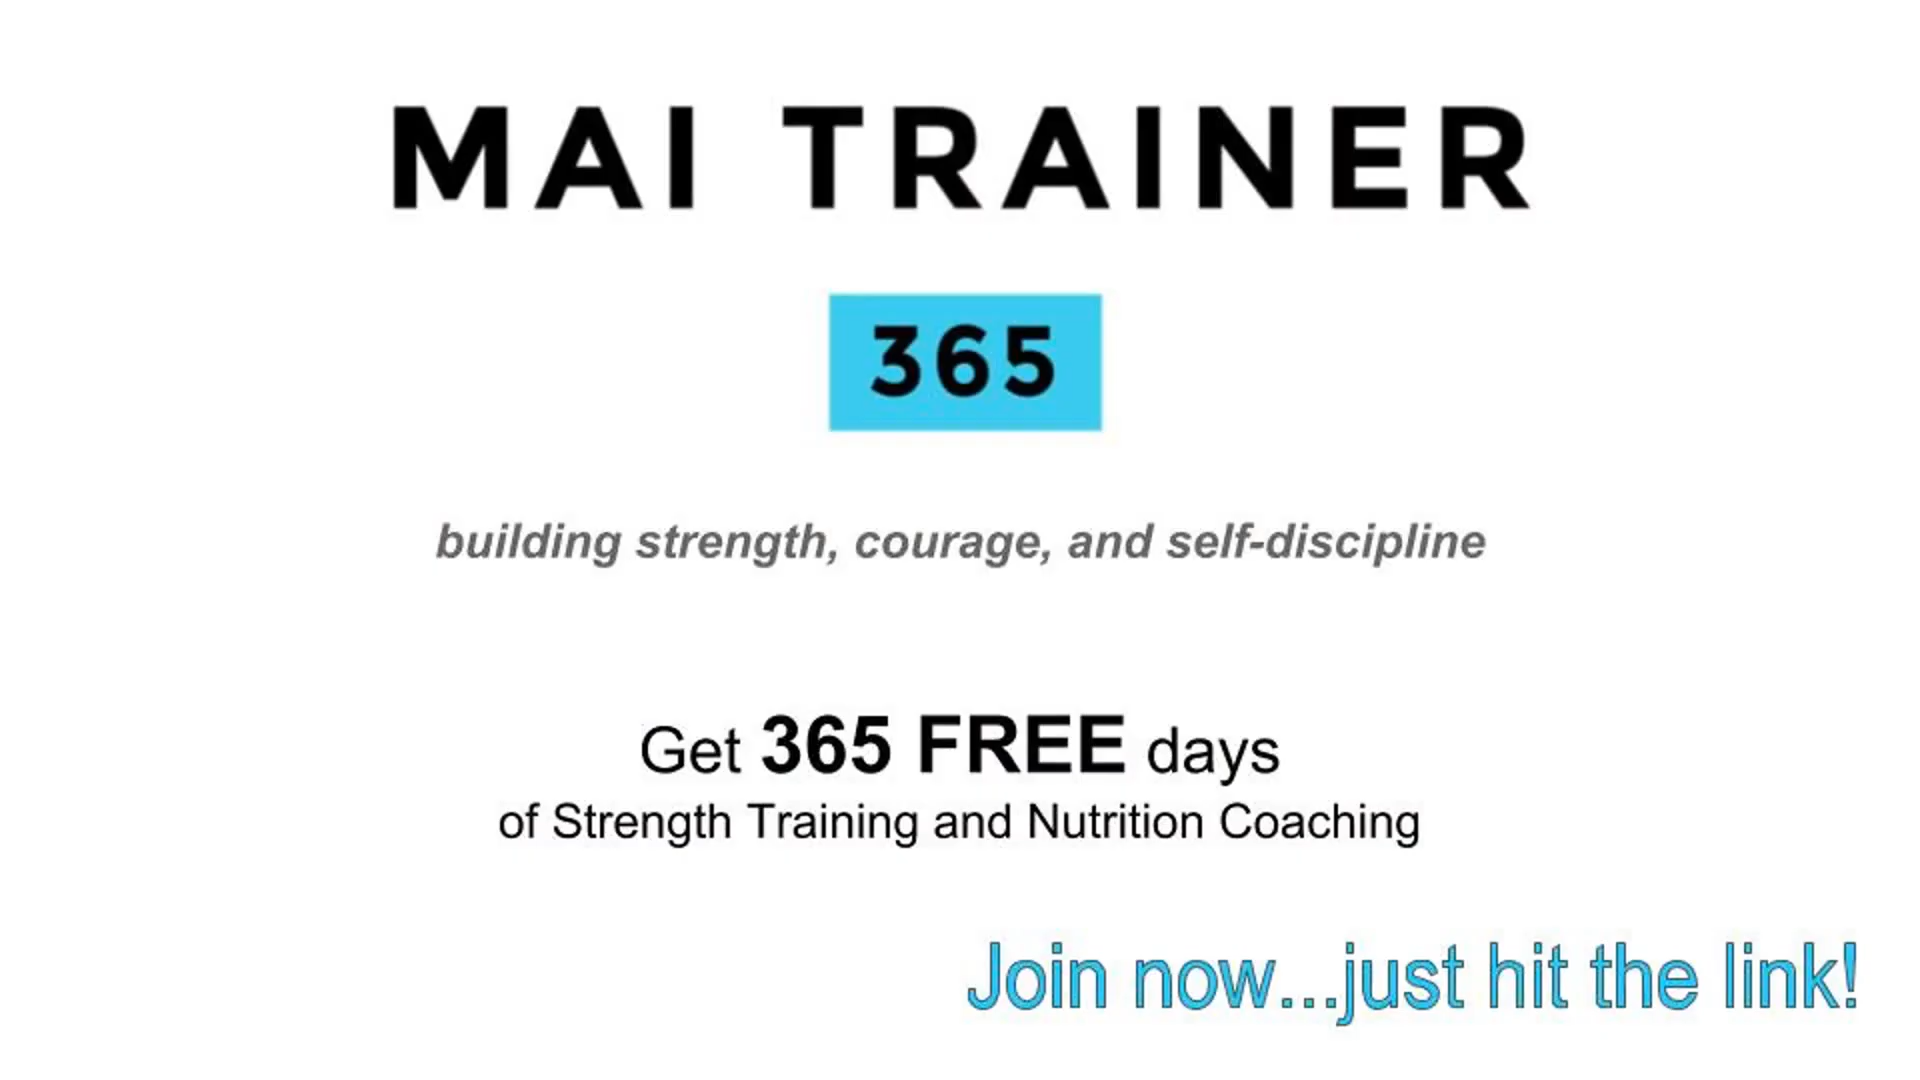 MAI TRAINER
365
building strength, courage, and self-discipline
Get 365 FREE days
of Strength Training and Nutrition Coaching
Join now...just hit the link!